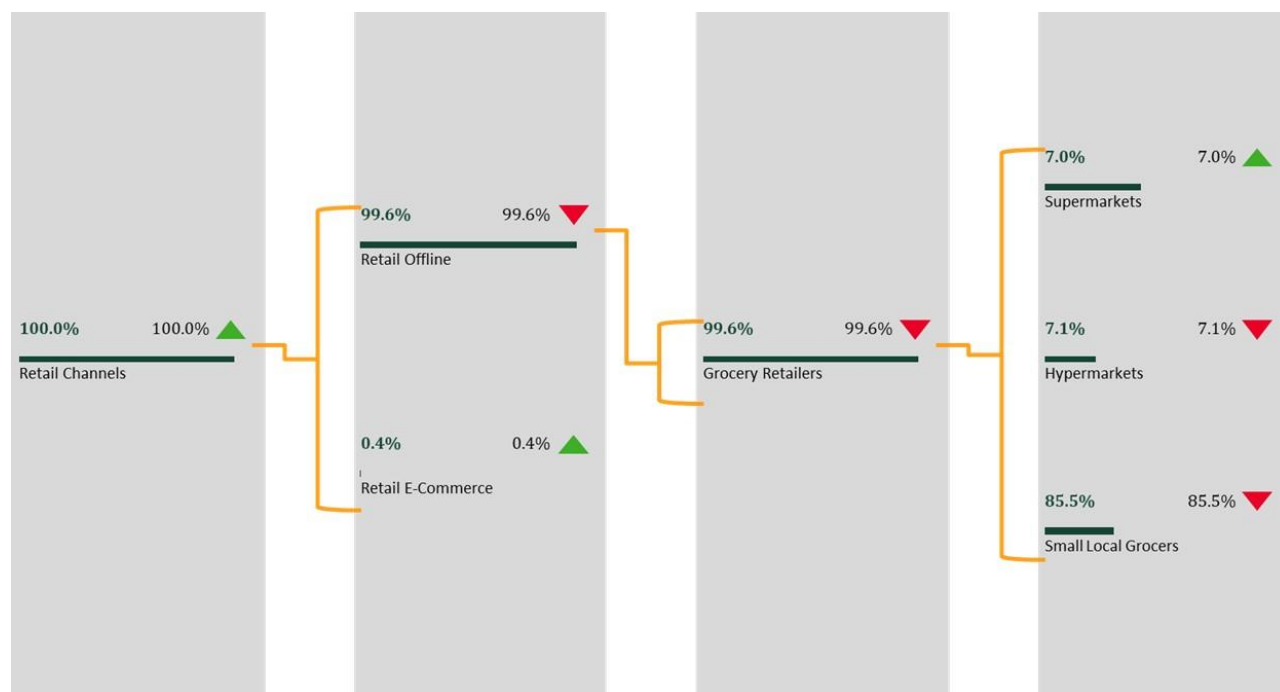 100.0% 100.0%
Retail Channels
99.6% 99.6%
Retail Offline
0.4% 0.4%
Retail E-Commerce
99.6% 99.6%
Grocery Retailers
7.0% 7.0%
Supermarkets
7.1% 7.1%
Hypermarkets
85.5% 85.5%
Small Local Grocers